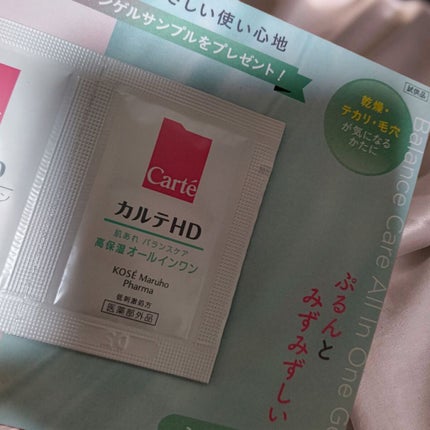 さしい使い心地
ゲルサンプルをプレゼント！
試供品
乾燥・
テカリ・毛穴
が気になる
かたに
Carté
カルテHD
肌あれ バランスケア
高保湿オールインワン
KOSÉ Maruho
Pharma
低刺激処方
医薬部外品
HD
Balance Care All In One Ge
ぷるんと
みずみずしい